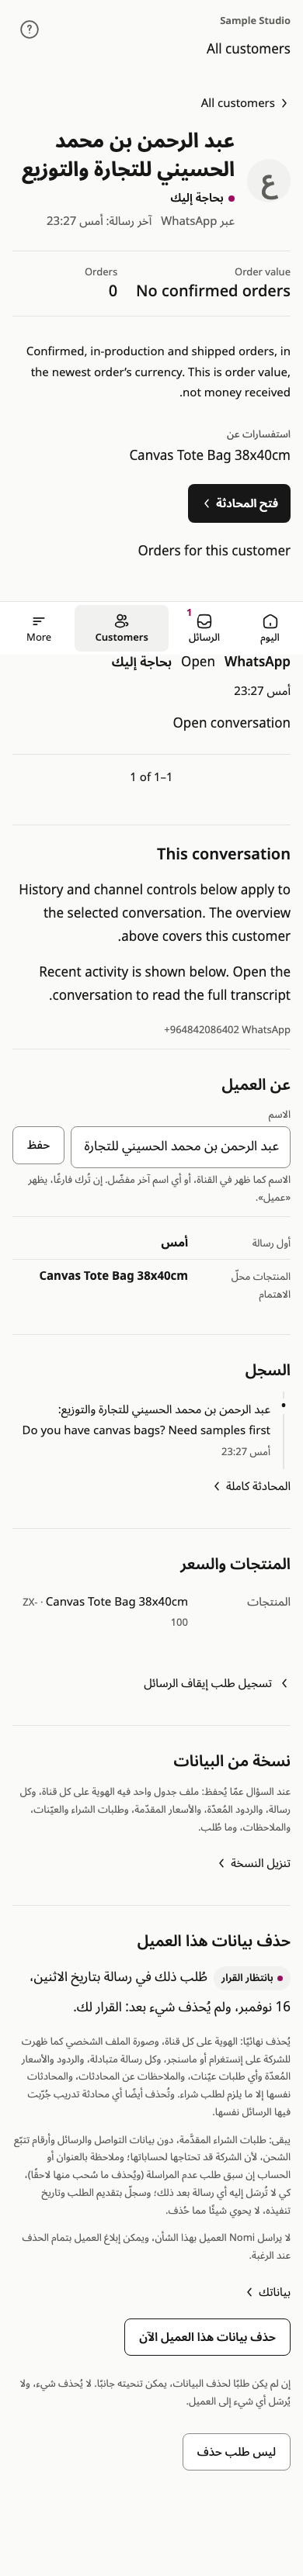 Sample Studio
All customers
All customers
عبد الرحمن بن محمد
الحسيني للتجارة والتوزيع
ع
بحاجة إليك
عبر WhatsApp آخر رسالة: أمس 23:27
Order value
Orders
No confirmed orders
0
Confirmed, in-production and shipped orders, in
the newest order's currency. This is order value,
not money received.
استفسارات عن
Canvas Tote Bag 38x40cm
فتح المحادثة
Orders for this customer
اليوم
الرسائل
1
Customers
More
WhatsApp Open بحاجة إليك
أمس 23:27
Open conversation
1–1 of 1
This conversation
History and channel controls below apply to
the selected conversation. The overview
above covers this customer.
Recent activity is shown below. Open the
conversation to read the full transcript.
+964842086402 WhatsApp
عن العميل
الاسم
عبد الرحمن بن محمد الحسيني للتجارة
حفظ
الاسم كما ظهر في القناة، أو أي اسم آخر مفضّل. إن تُرك فارغًا، يظهر
«عميل».
أول رسالة
أمس
المنتجات محلّ
الاهتمام
Canvas Tote Bag 38x40cm
السجل
عبد الرحمن بن محمد الحسيني للتجارة والتوزيع:
Do you have canvas bags? Need samples first
أمس 23:27
المحادثة كاملة
المنتجات والسعر
المنتجات
Canvas Tote Bag 38x40cm · ZX-
100
تسجيل طلب إيقاف الرسائل
نسخة من البيانات
عند السؤال عمّا يُحفظ: ملف جدول واحد فيه الهوية على كل قناة، وكل
رسالة، والردود المُعدّة، والأسعار المقدّمة، وطلبات الشراء والعيّنات،
والملاحظات، وما طُلب.
تنزيل النسخة
حذف بيانات هذا العميل
بانتظار القرار
طُلب ذلك في رسالة بتاريخ الاثنين،
16 نوفمبر، ولم يُحذف شيء بعد: القرار لك.
يُحذف نهائيًا: الهوية على كل قناة، وصورة الملف الشخصي كما ظهرت
للشركة على إنستغرام أو ماسنجر، وكل رسالة متبادلة، والردود والأسعار
المُعدّة وأي طلبات عيّنات، والملاحظات عن المحادثات، والمحادثات
نفسها إلا ما يلزم لطلب شراء. وتُحذف أيضًا أي محادثة تدريب جُرّبت
فيها الرسائل نفسها.
يبقى: طلبات الشراء المقدَّمة، دون بيانات التواصل والرسائل وأرقام تتبّع
الشحن، لأن الشركة قد تحتاجها لحساباتها؛ وملاحظة بالعنوان أو
الحساب إن سبق طلب عدم المراسلة (ويُحذف ما سُحب منها لاحقًا)،
كي لا تُرسَل إليه أي رسالة بعد ذلك؛ وسجلّ بتقديم الطلب وتاريخ
تنفيذه، لا يحوي شيئًا مما حُذف.
لا يراسل Nomi العميل بهذا الشأن، ويمكن إبلاغ العميل بتمام الحذف
عند الرغبة.
بياناتك
حذف بيانات هذا العميل الآن
إن لم يكن طلبًا لحذف البيانات، يمكن تنحيته جانبًا. لا يُحذف شيء، ولا
يُرسَل أي شيء إلى العميل.
ليس طلب حذف